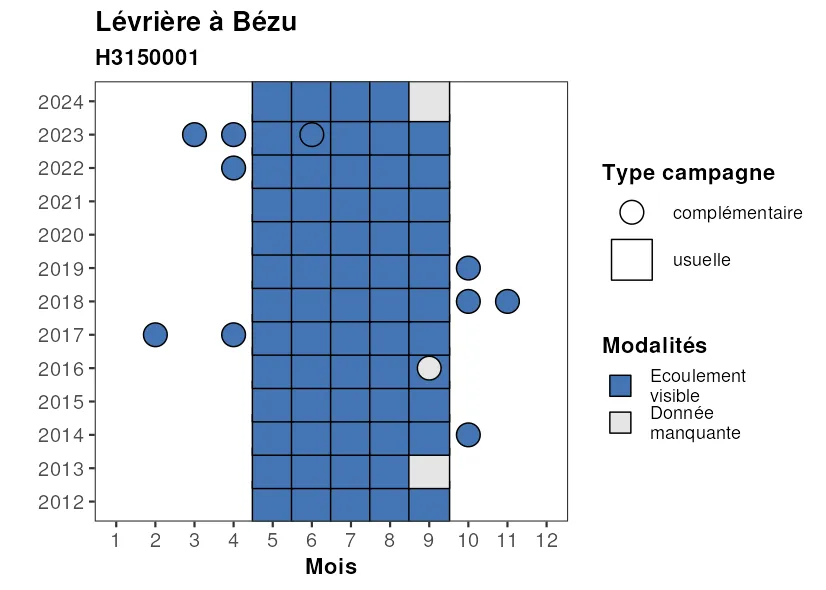 Lévrière à Bézu
H3150001
2024
2023
2022
2021
2020
2019
2018
2017
2016
2015
2014
2013
2012
1 2 3 4 5 6 7 8 9 10 11 12
Mois
Type campagne
complémentaire
usuelle
Modalités
Ecoulement
visible
Donnée
manquante